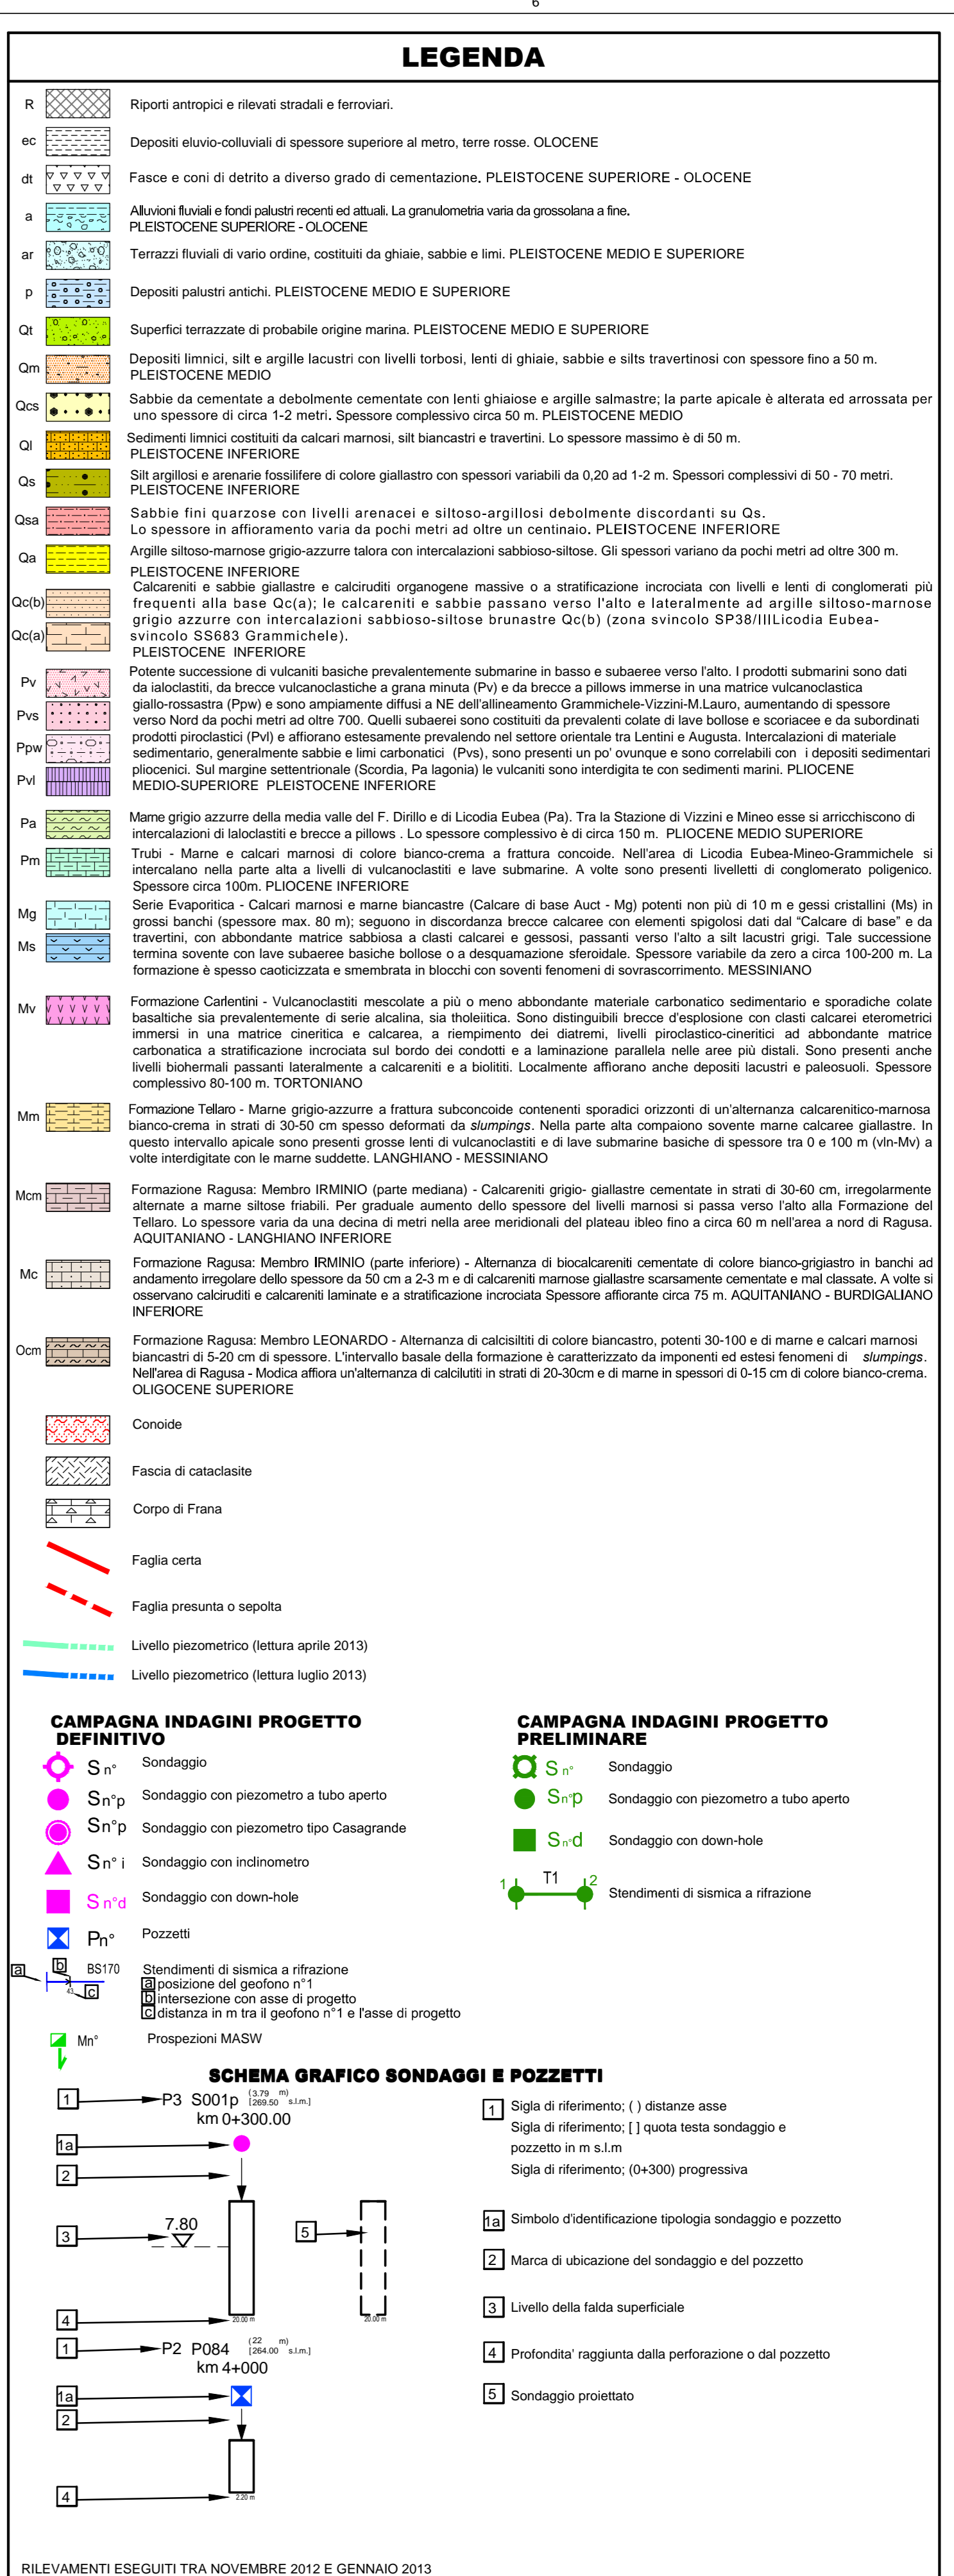 6
LEGENDA
R Riporti antropici e rilevati stradali e ferroviari.
ec Depositi eluvio-colluviali di spessore superiore al metro, terre rosse. OLOCENE
dt Fasce e coni di detrito a diverso grado di cementazione. PLEISTOCENE SUPERIORE - OLOCENE
a Alluvioni fluviali e fondi palustri recenti ed attuali. La granulometria varia da grossolana a fine.
PLEISTOCENE SUPERIORE - OLOCENE
ar Terrazzi fluviali di vario ordine, costituiti da ghiaie, sabbie e limi. PLEISTOCENE MEDIO E SUPERIORE
p Depositi palustri antichi. PLEISTOCENE MEDIO E SUPERIORE
Qt Superfici terrazzate di probabile origine marina. PLEISTOCENE MEDIO E SUPERIORE
Qm Depositi limnici, silt e argille lacustri con livelli torbosi, lenti di ghiaie, sabbie e silts travertinosi con spessore fino a 50 m.
PLEISTOCENE MEDIO
Qcs Sabbie da cementate a debolmente cementate con lenti ghiaiose e argille salmastre; la parte apicale è alterata ed arrossata per
uno spessore di circa 1-2 metri. Spessore complessivo circa 50 m. PLEISTOCENE MEDIO
Ql Sedimenti limnici costituiti da calcari marnosi, silt biancastri e travertini. Lo spessore massimo è di 50 m.
PLEISTOCENE INFERIORE
Qs Silt argillosi e arenarie fossilifere di colore giallastro con spessori variabili da 0,20 ad 1-2 m. Spessori complessivi di 50 - 70 metri.
PLEISTOCENE INFERIORE
Qsa Sabbie fini quarzose con livelli arenacei e siltoso-argillosi debolmente discordanti su Qs.
Lo spessore in affioramento varia da pochi metri ad oltre un centinaio. PLEISTOCENE INFERIORE
Qa Argille siltoso-marnose grigio-azzurre talora con intercalazioni sabbioso-siltose. Gli spessori variano da pochi metri ad oltre 300 m.
PLEISTOCENE INFERIORE
Calcareniti e sabbie giallastre e calciruditi organogene massive o a stratificazione incrociata con livelli e lenti di conglomerati più
Qc(b) frequenti alla base Qc(a); le calcareniti e sabbie passano verso l'alto e lateralmente ad argille siltoso-marnose
grigio azzurre con intercalazioni sabbioso-siltose brunastre Qc(b) (zona svincolo SP38/IIILicodia Eubea-
Qc(a) svincolo SS683 Grammichele).
PLEISTOCENE INFERIORE
Potente successione di vulcaniti basiche prevalentemente submarine in basso e subaeree verso l'alto. I prodotti submarini sono dati
Pv da ialoclastiti, da brecce vulcanoclastiche a grana minuta (Pv) e da brecce a pillows immerse in una matrice vulcanoclastica
giallo-rossastra (Ppw) e sono ampiamente diffusi a NE dell'allineamento Grammichele-Vizzini-M.Lauro, aumentando di spessore
Pvs verso Nord da pochi metri ad oltre 700. Quelli subaerei sono costituiti da prevalenti colate di lave bollose e scoriacee e da subordinati
prodotti piroclastici (Pvl) e affiorano estesamente prevalendo nel settore orientale tra Lentini e Augusta. Intercalazioni di materiale
Ppw sedimentario, generalmente sabbie e limi carbonatici (Pvs), sono presenti un po' ovunque e sono correlabili con i depositi sedimentari
pliocenici. Sul margine settentrionale (Scordia, Pa lagonia) le vulcaniti sono interdigita te con sedimenti marini. PLIOCENE
Pvl MEDIO-SUPERIORE PLEISTOCENE INFERIORE
Pa Marne grigio azzurre della media valle del F. Dirillo e di Licodia Eubea (Pa). Tra la Stazione di Vizzini e Mineo esse si arricchiscono di
intercalazioni di laloclastiti e brecce a pillows . Lo spessore complessivo è di circa 150 m. PLIOCENE MEDIO SUPERIORE
Pm Trubi - Marne e calcari marnosi di colore bianco-crema a frattura concoide. Nell'area di Licodia Eubea-Mineo-Grammichele si
intercalano nella parte alta a livelli di vulcanoclastiti e lave submarine. A volte sono presenti livelletti di conglomerato poligenico.
Spessore circa 100m. PLIOCENE INFERIORE
Mg Serie Evaporitica - Calcari marnosi e marne biancastre (Calcare di base Auct - Mg) potenti non più di 10 m e gessi cristallini (Ms) in
grossi banchi (spessore max. 80 m); seguono in discordanza brecce calcaree con elementi spigolosi dati dal “Calcare di base” e da
travertini, con abbondante matrice sabbiosa a clasti calcarei e gessosi, passanti verso l'alto a silt lacustri grigi. Tale successione
Ms termina sovente con lave subaeree basiche bollose o a desquamazione sferoidale. Spessore variabile da zero a circa 100-200 m. La
formazione è spesso caoticizzata e smembrata in blocchi con soventi fenomeni di sovrascorrimento. MESSINIANO
Mv Formazione Carlentini - Vulcanoclastiti mescolate a più o meno abbondante materiale carbonatico sedimentario e sporadiche colate
basaltiche sia prevalentemente di serie alcalina, sia tholeiitica. Sono distinguibili brecce d'esplosione con clasti calcarei eterometrici
immersi in una matrice cineritica e calcarea, a riempimento dei diatremi, livelli piroclastico-cineritici ad abbondante matrice
carbonatica a stratificazione incrociata sul bordo dei condotti e a laminazione parallela nelle aree più distali. Sono presenti anche
livelli biohermali passanti lateralmente a calcareniti e a biolititi. Localmente affiorano anche depositi lacustri e paleosuoli. Spessore
complessivo 80-100 m. TORTONIANO
Mm Formazione Tellaro - Marne grigio-azzurre a frattura subconcoide contenenti sporadici orizzonti di un'alternanza calcarenitico-marnosa
bianco-crema in strati di 30-50 cm spesso deformati da slumpings. Nella parte alta compaiono sovente marne calcaree giallastre. In
questo intervallo apicale sono presenti grosse lenti di vulcanoclastiti e di lave submarine basiche di spessore tra 0 e 100 m (vln-Mv) a
volte interdigitate con le marne suddette. LANGHIANO - MESSINIANO
Mcm Formazione Ragusa: Membro IRMINIO (parte mediana) - Calcareniti grigio- giallastre cementate in strati di 30-60 cm, irregolarmente
alternate a marne siltose friabili. Per graduale aumento dello spessore del livelli marnosi si passa verso l'alto alla Formazione del
Tellaro. Lo spessore varia da una decina di metri nella aree meridionali del plateau ibleo fino a circa 60 m nell'area a nord di Ragusa.
AQUITANIANO - LANGHIANO INFERIORE
Mc Formazione Ragusa: Membro IRMINIO (parte inferiore) - Alternanza di biocalcareniti cementate di colore bianco-grigiastro in banchi ad
andamento irregolare dello spessore da 50 cm a 2-3 m e di calcareniti marnose giallastre scarsamente cementate e mal classate. A volte si
osservano calciruditi e calcareniti laminate e a stratificazione incrociata Spessore affiorante circa 75 m. AQUITANIANO - BURDIGALIANO
INFERIORE
Ocm Formazione Ragusa: Membro LEONARDO - Alternanza di calcisiltiti di colore biancastro, potenti 30-100 e di marne e calcari marnosi
biancastri di 5-20 cm di spessore. L'intervallo basale della formazione è caratterizzato da imponenti ed estesi fenomeni di slumpings.
Nell'area di Ragusa - Modica affiora un'alternanza di calcilutiti in strati di 20-30cm e di marne in spessori di 0-15 cm di colore bianco-crema.
OLIGOCENE SUPERIORE
Conoide
Fascia di cataclasite
Corpo di Frana
Faglia certa
Faglia presunta o sepolta
Livello piezometrico (lettura aprile 2013)
Livello piezometrico (lettura luglio 2013)
CAMPAGNA INDAGINI PROGETTO
DEFINITIVO
S n° Sondaggio
Sn°p Sondaggio con piezometro a tubo aperto
Sn°p Sondaggio con piezometro tipo Casagrande
Sn° i Sondaggio con inclinometro
S n°d Sondaggio con down-hole
Pn° Pozzetti
a b 43 c BS170 Stendimenti di sismica a rifrazione
a posizione del geofono n°1
b intersezione con asse di progetto
c distanza in m tra il geofono n°1 e l'asse di progetto
Mn° Prospezioni MASW
CAMPAGNA INDAGINI PROGETTO
PRELIMINARE
S n° Sondaggio
Sn°p Sondaggio con piezometro a tubo aperto
Sn°d Sondaggio con down-hole
1 T1 2 Stendimenti di sismica a rifrazione
SCHEMA GRAFICO SONDAGGI E POZZETTI
1 P3 S001p (3.79 m)
[269.50 s.l.m.]
km 0+300.00
1a
2
3 7.80
5
4 20.00 m 20.00 m
1 P2 P084 (22 m)
[264.00 s.l.m.]
km 4+000
1a
2
4 2.20 m
1 Sigla di riferimento; ( ) distanze asse
Sigla di riferimento; [ ] quota testa sondaggio e
pozzetto in m s.l.m
Sigla di riferimento; (0+300) progressiva
1a Simbolo d'identificazione tipologia sondaggio e pozzetto
2 Marca di ubicazione del sondaggio e del pozzetto
3 Livello della falda superficiale
4 Profondita' raggiunta dalla perforazione o dal pozzetto
5 Sondaggio proiettato
RILEVAMENTI ESEGUITI TRA NOVEMBRE 2012 E GENNAIO 2013